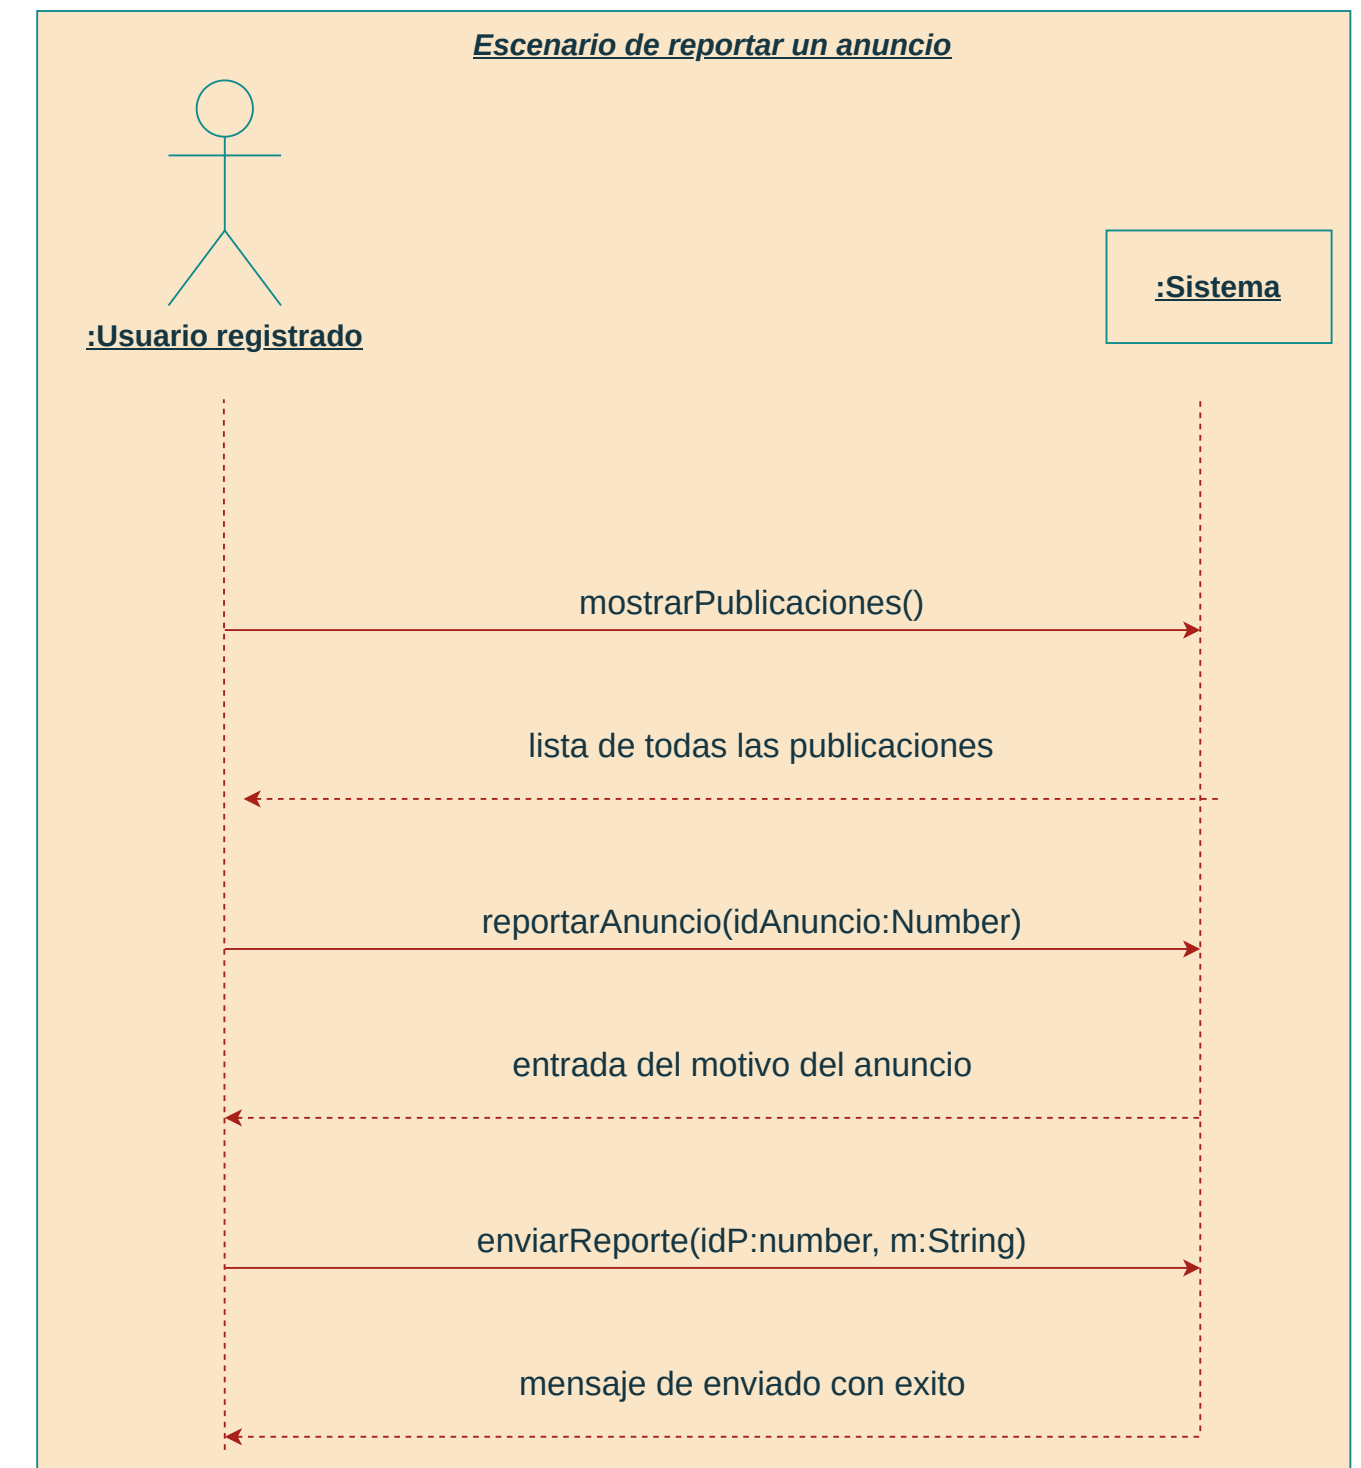 Escenario de reportar un anuncio
:Usuario registrado
:Sistema
mostrarPublicaciones()
lista de todas las publicaciones
reportarAnuncio(idAnuncio:Number)
entrada del motivo del anuncio
enviarReporte(idP:number, m:String)
mensaje de enviado con exito